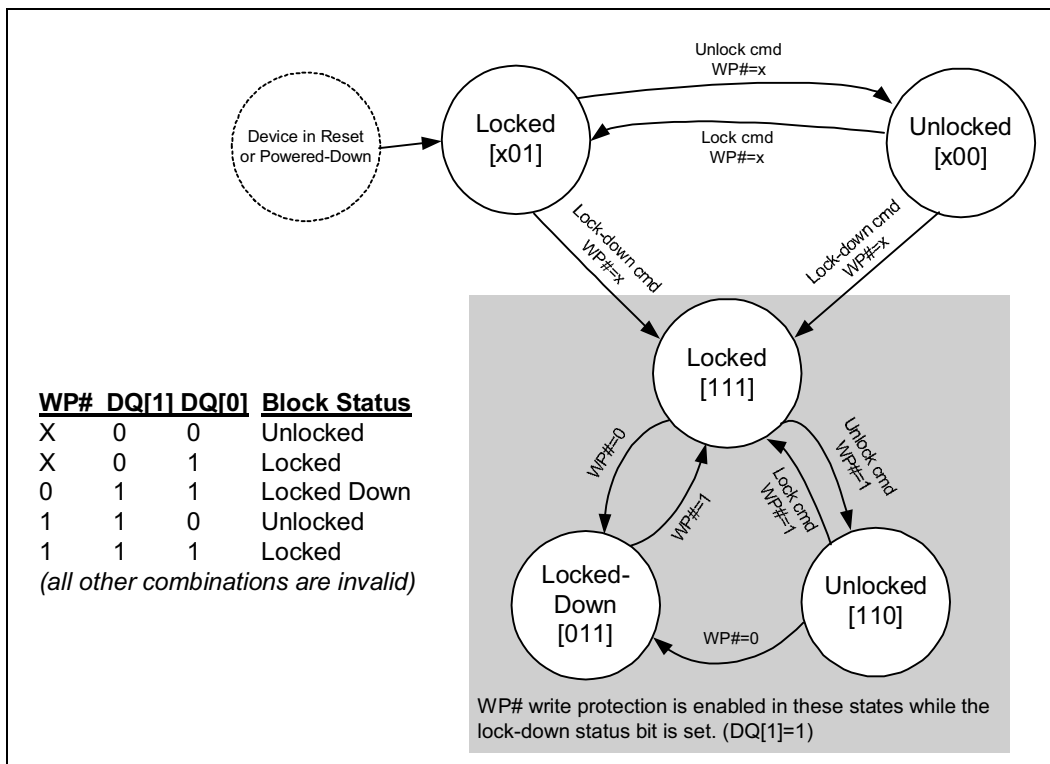 Unlock cmd
WP#=x
Device in Reset
or Powered-Down
Locked
[x01]
Lock cmd
WP#=x
Unlocked
[x00]
Lock-down cmd
WP#=x
Lock-down cmd
WP#=x
Locked
[111]
WP# DQ[1] DQ[0] Block Status
X 0 0 Unlocked
X 0 1 Locked
0 1 1 Locked Down
1 1 0 Unlocked
1 1 1 Locked
(all other combinations are invalid)
WP#=0
WP#=1
Lock cmd
WP#=1
Unlock cmd
WP#=1
Locked-
Down
[011]
Unlocked
[110]
WP#=0
WP# write protection is enabled in these states while the
lock-down status bit is set. (DQ[1]=1)